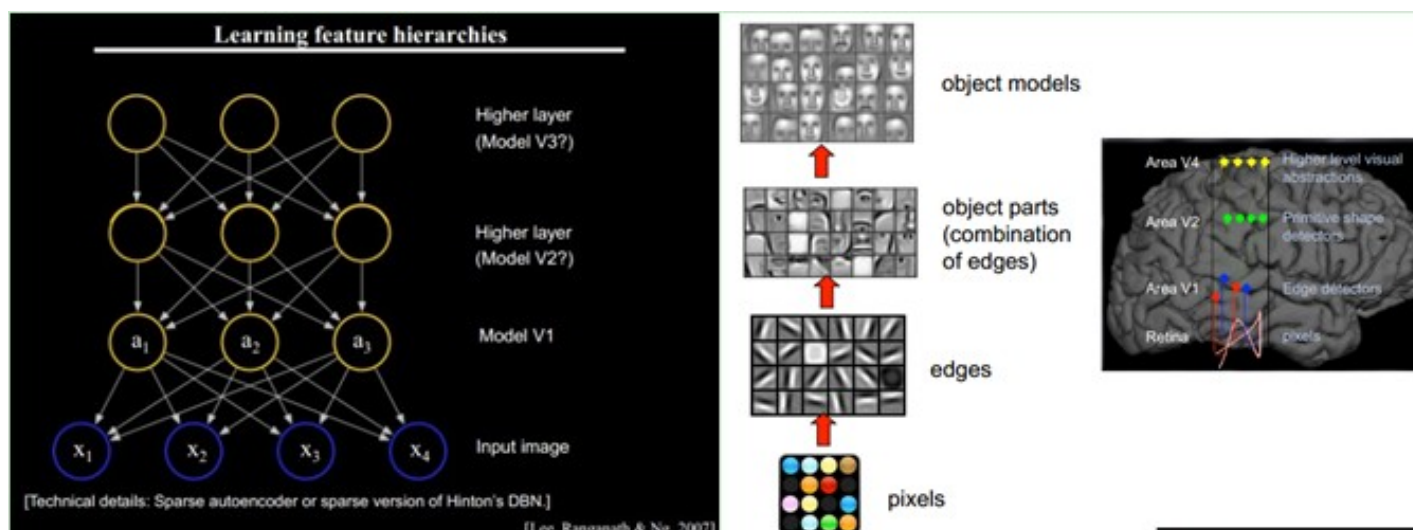 Learning feature hierarchies
Higher layer
(Model V3?)
Higher layer
(Model V2?)
a1 a2 a3
Model V1
x1 x2 x3 x4
Input image
[Technical details: Sparse autoencoder or sparse version of Hinton's DBN.]
[Lee, Ranganath & Ng, 2007]
object models
object parts
(combination
of edges)
edges
pixels
Area V4
Higher level visual
abstractions
Area V2
Primitive shape
detectors
Area V1
Edge detectors
Retina
pixels